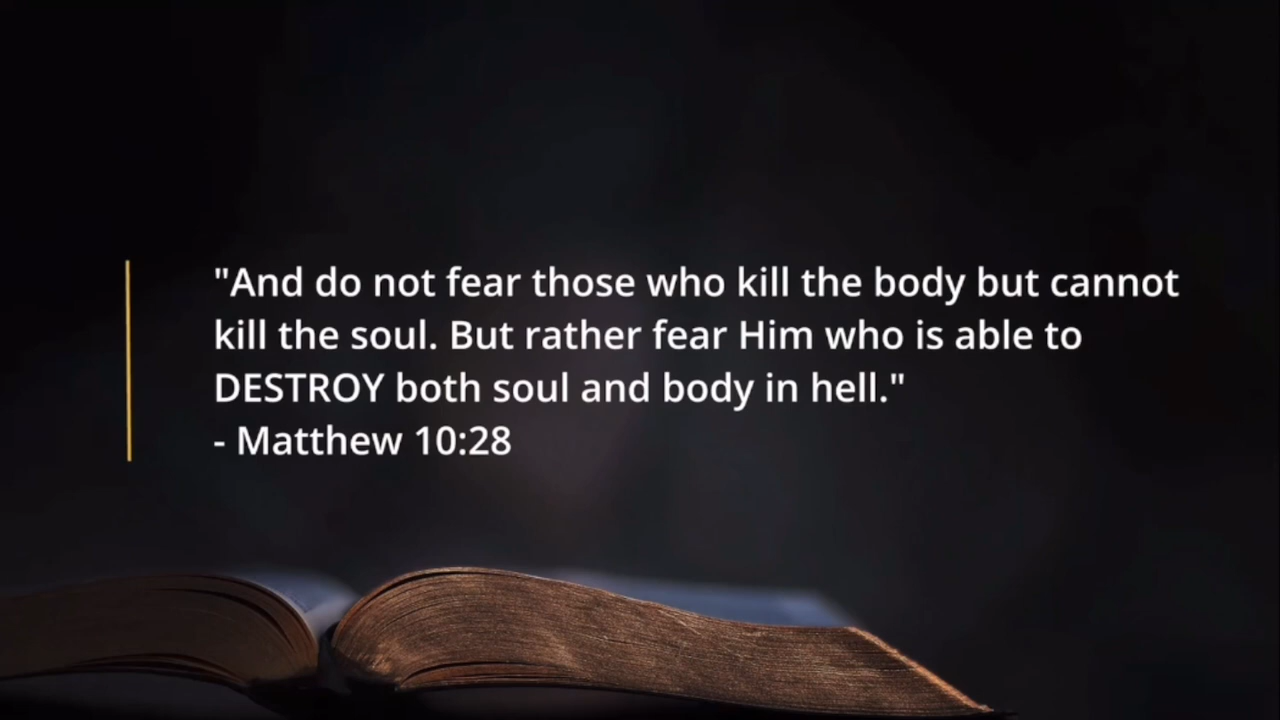 "And do not fear those who kill the body but cannot
kill the soul. But rather fear Him who is able to
DESTROY both soul and body in hell."
- Matthew 10:28